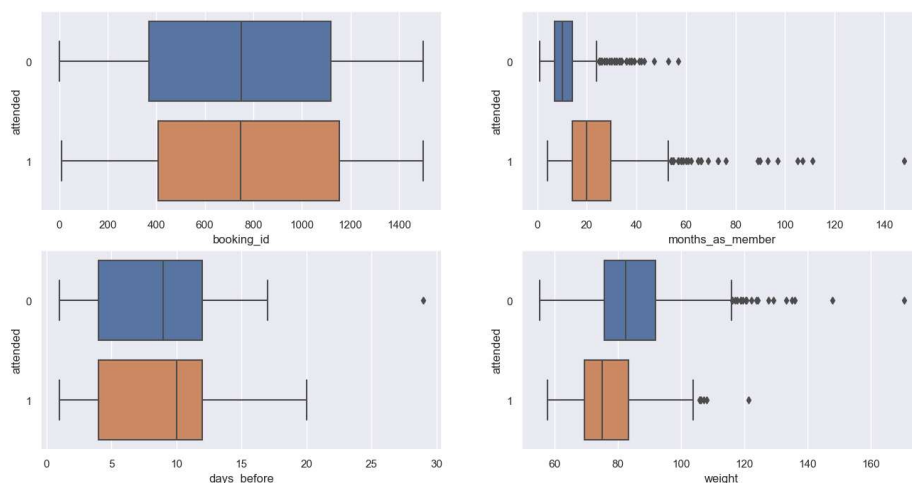 0
attended
1
0 200 400 600 800 1000 1200 1400
booking_id
0
attended
1
0 20 40 60 80 100 120 140
months_as_member
0
attended
1
0 5 10 15 20 25 30
days_before
0
attended
1
60 80 100 120 140 160
weight